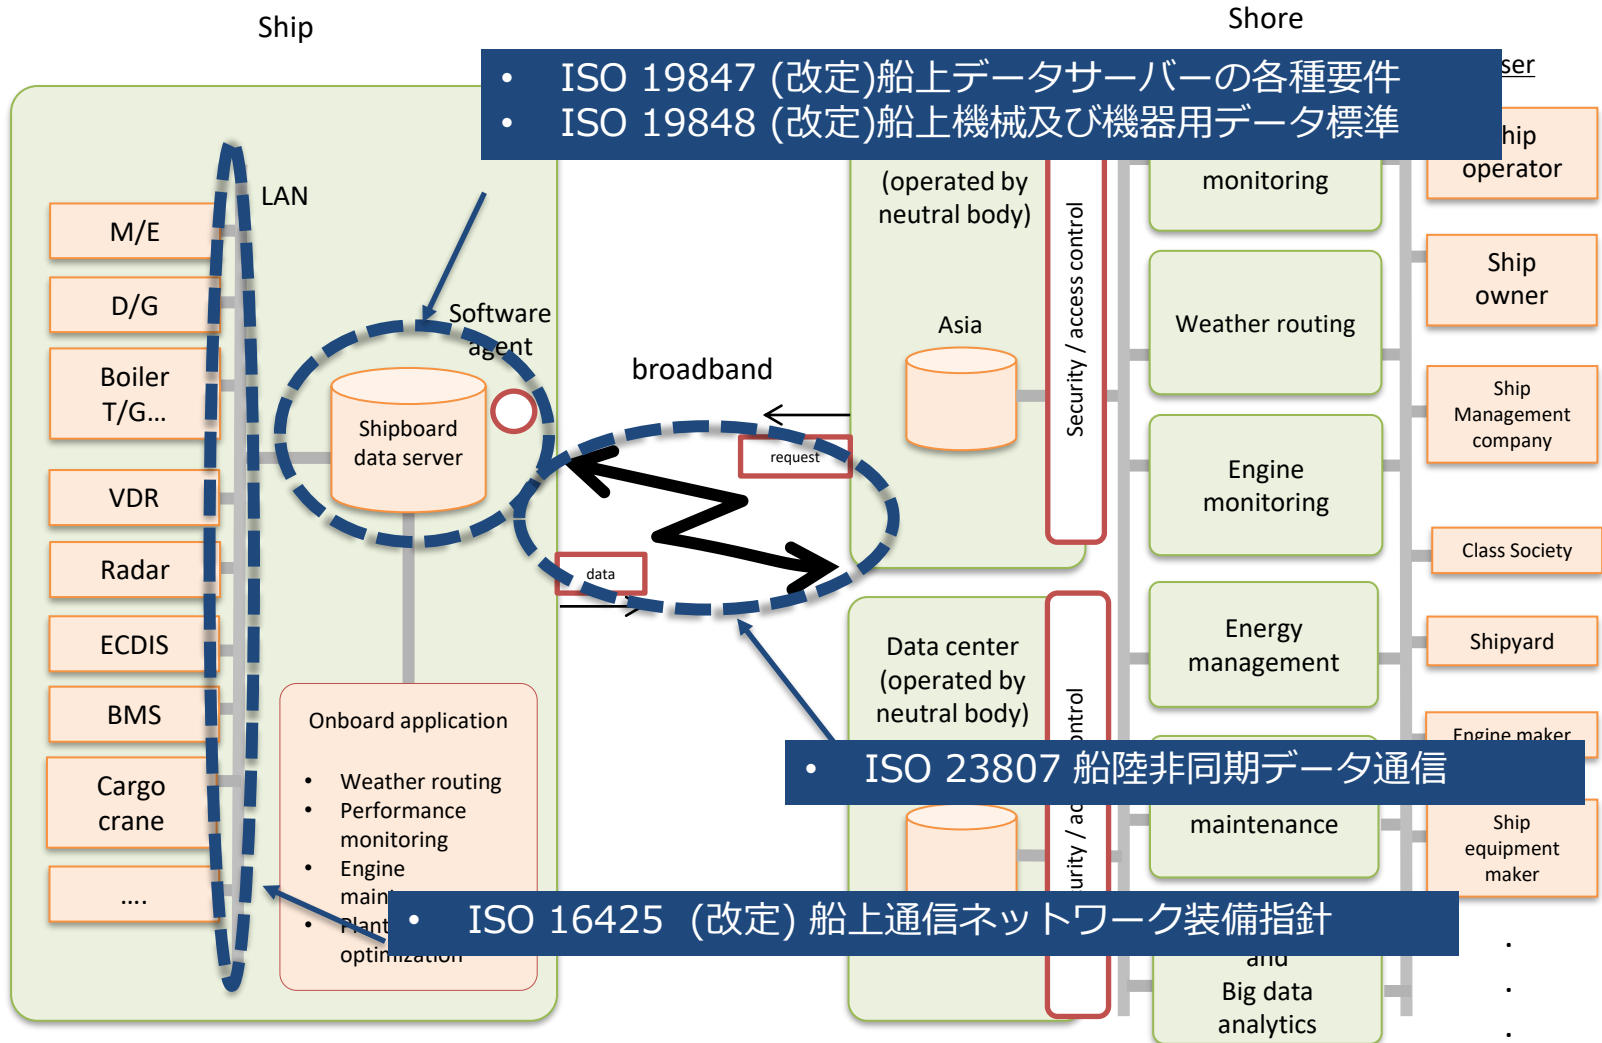 Ship
Shore
• ISO 19847 (改定)船上データサーバーの各種要件
• ISO 19848 (改定)船上機械及び機器用データ標準
ser
LAN
M/E
D/G
Boiler
T/G...
VDR
Radar
ECDIS
BMS
Cargo
crane
....
Software
agent
Shipboard
data server
Onboard application
• Weather routing
• Performance
monitoring
• Engine
• Plant
optimization
broadband
request
data
(operated by
neutral body)
Asia
Security / access control
Data center
(operated by
neutral body)
monitoring
Weather routing
Engine
monitoring
Energy
management
maintenance
and
Big data
analytics
hip
operator
Ship
owner
Ship
Management
company
Class Society
Shipyard
Engine maker
Ship
equipment
maker
.
.
.
• ISO 23807 船陸非同期データ通信
• ISO 16425 (改定) 船上通信ネットワーク装備指針